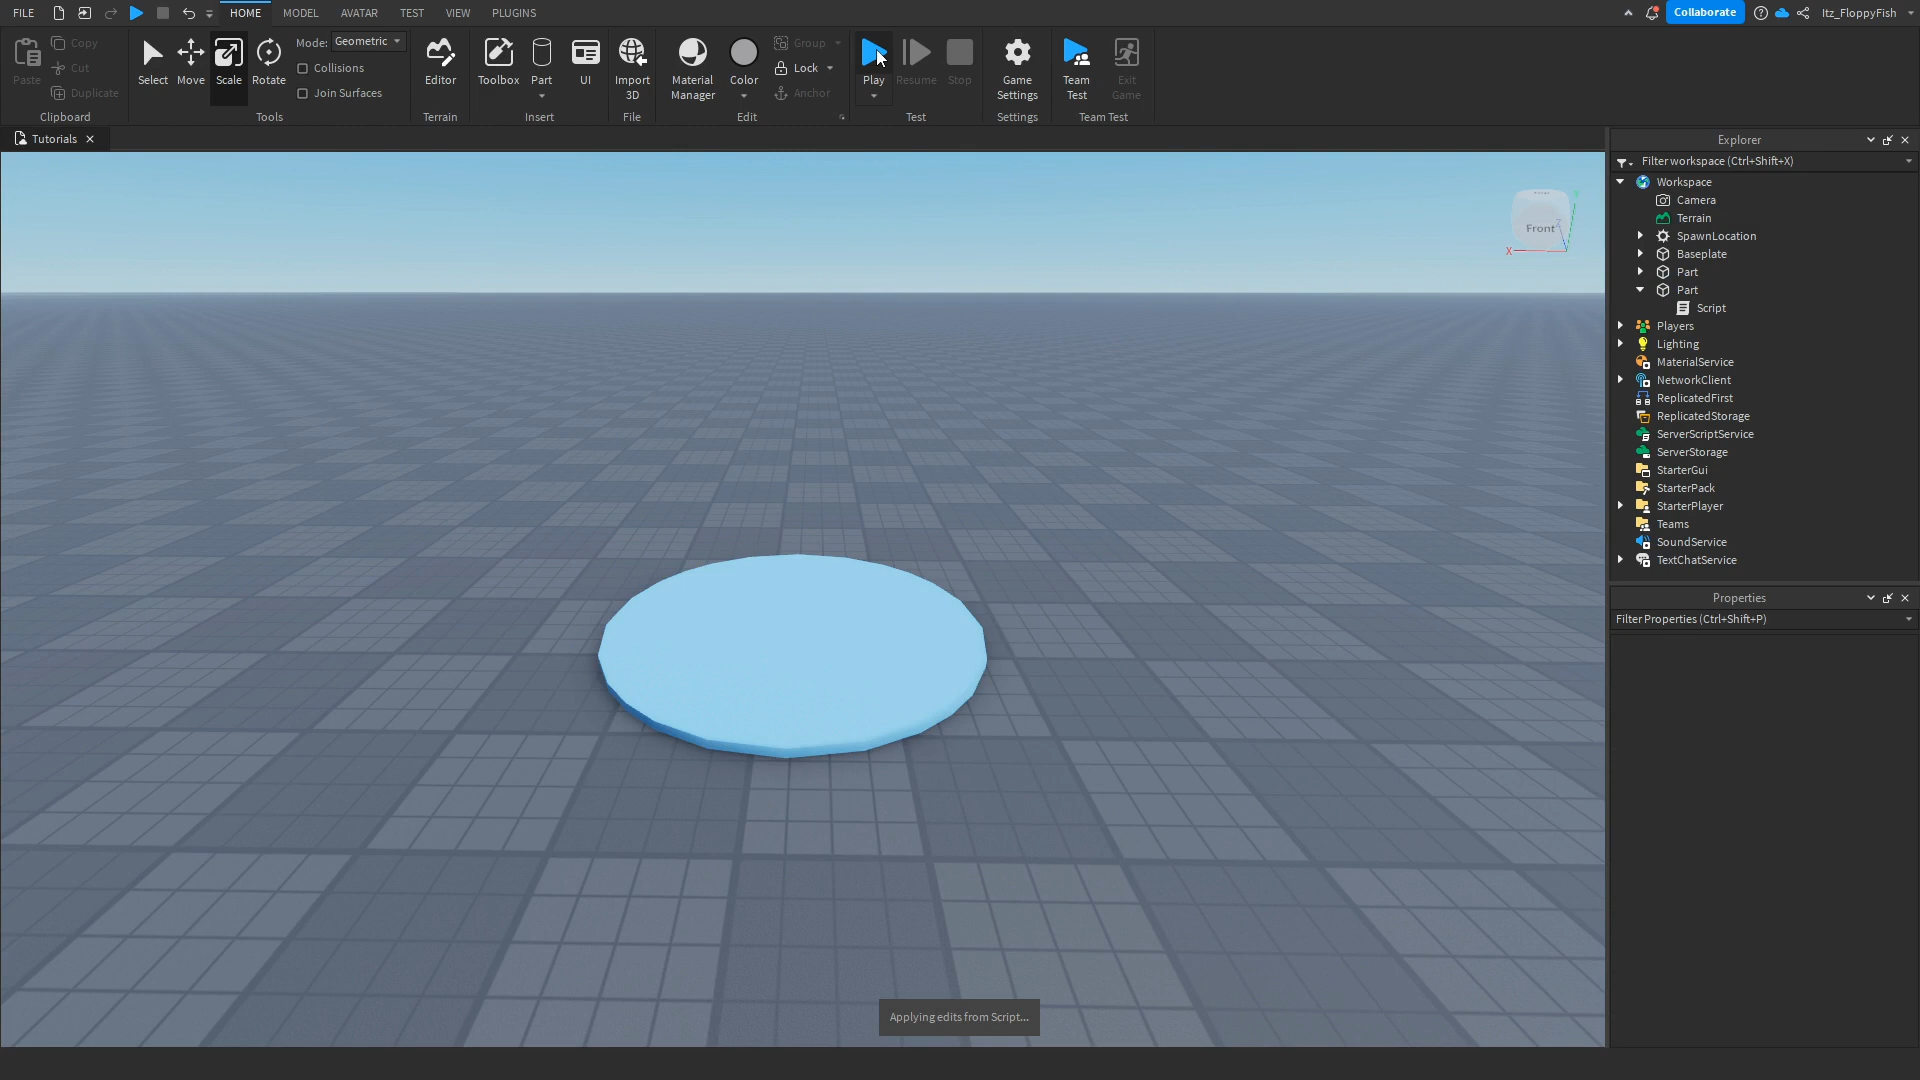 FILE HOME MODEL AVATAR TEST VIEW PLUGINS Collaborate Itz_FloppyFish
Paste
Copy
Cut
Duplicate
Clipboard
Select
Move
Scale
Rotate
Mode: Geometric
Collisions
Join Surfaces
Tools
Editor
Terrain
Toolbox
Part
UI
Insert
Import
3D
File
Material
Manager
Color
Group
Lock
Anchor
Edit
Play
Resume
Stop
Test
Game
Settings
Settings
Team
Test
Exit
Game
Team Test
Tutorials
Front
X
Z
Applying edits from Script...
Explorer
Filter workspace (Ctrl+Shift+X)
Workspace
Camera
Terrain
SpawnLocation
Baseplate
Part
Part
Script
Players
Lighting
MaterialService
NetworkClient
ReplicatedFirst
ReplicatedStorage
ServerScriptService
ServerStorage
StarterGui
StarterPack
StarterPlayer
Teams
SoundService
TextChatService
Properties
Filter Properties (Ctrl+Shift+P)